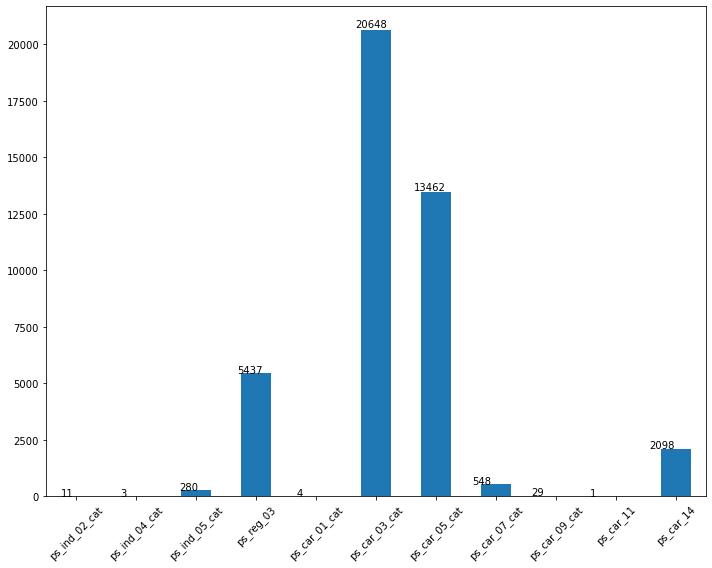 20000
17500
15000
12500
10000
7500
5000
2500
0
11
3
280
5437
4
20648
13462
548
29
1
2098
ps_ind_02_cat
ps_ind_04_cat
ps_ind_05_cat
ps_reg_03
ps_car_01_cat
ps_car_03_cat
ps_car_05_cat
ps_car_07_cat
ps_car_09_cat
ps_car_11
ps_car_14